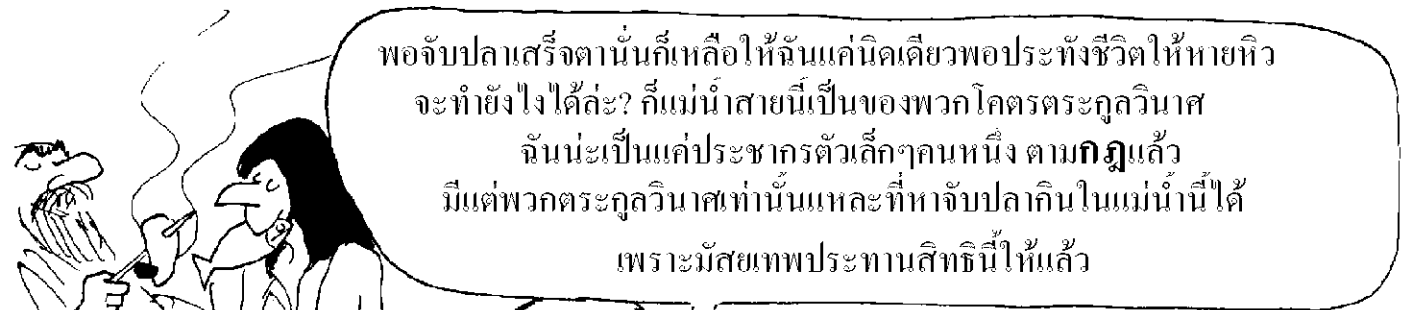 พอจับปลาเสร็จตานั่นก็เหลือให้ฉันแค่นิดเดียวพอประทังชีวิตให้หายหิว
จะทำยังไงได้ล่ะ? ก็แม่น้ำสายนี้เป็นของพวกโคตรตระกูลวินาศ
ฉันน่ะเป็นแค่ประชากรตัวเล็กๆคนหนึ่ง ตามกฎแล้ว
มีแต่พวกตระกูลวินาศเท่านั้นแหละที่หาจับปลากินในแม่น้ำนี้ได้
เพราะมัสยเทพประทานสิทธินี้ให้แล้ว